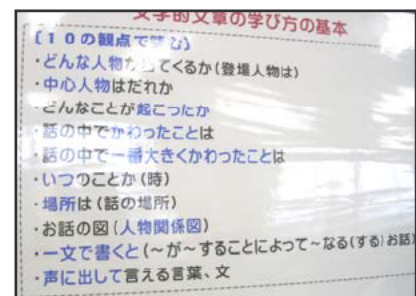 文学的文章の学び方の基本
〔１０の観点で読む〕
・どんな人物が出てくるか(登場人物は)
・中心人物はだれか
・どんなことが起こったか
・話の中でかわったことは
・話の中で一番大きくかわったことは
・いつのことか(時)
・場所は(話の場所)
・お話の図(人物関係図)
・一文で書くと(～が～することによって～なる(する)お話)
・声に出して言える言葉、文